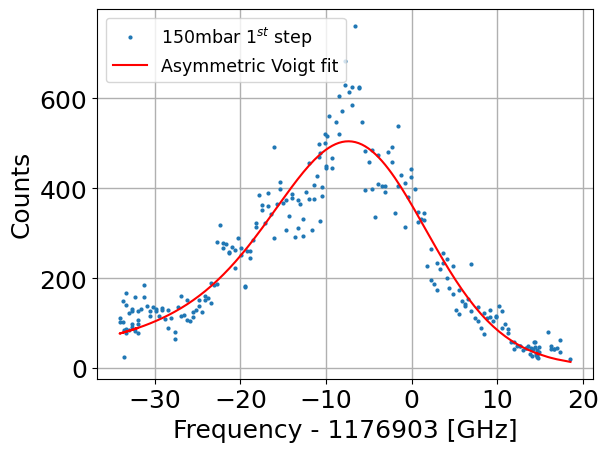 150mbar 1st step
Asymmetric Voigt fit
600
400
200
0
Counts
−30 −20 −10 0 10 20
Frequency - 1176903 [GHz]